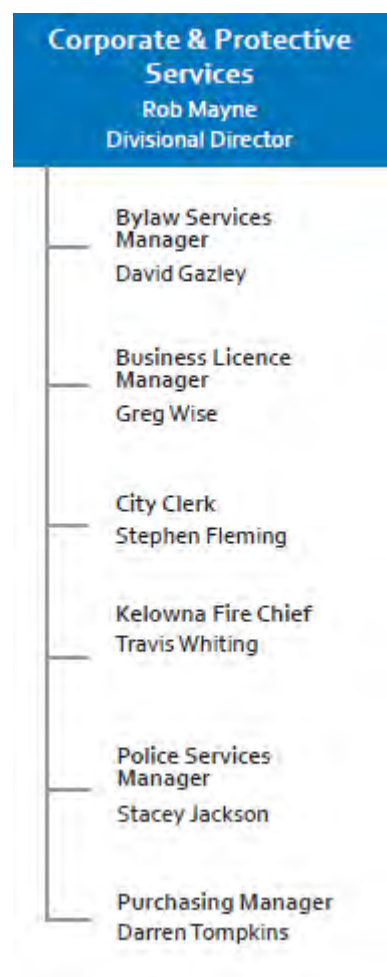 Corporate & Protective
Services
Rob Mayne
Divisional Director
Bylaw Services
Manager
David Gazley
Business Licence
Manager
Greg Wise
City Clerk
Stephen Fleming
Kelowna Fire Chief
Travis Whiting
Police Services
Manager
Stacey Jackson
Purchasing Manager
Darren Tompkins